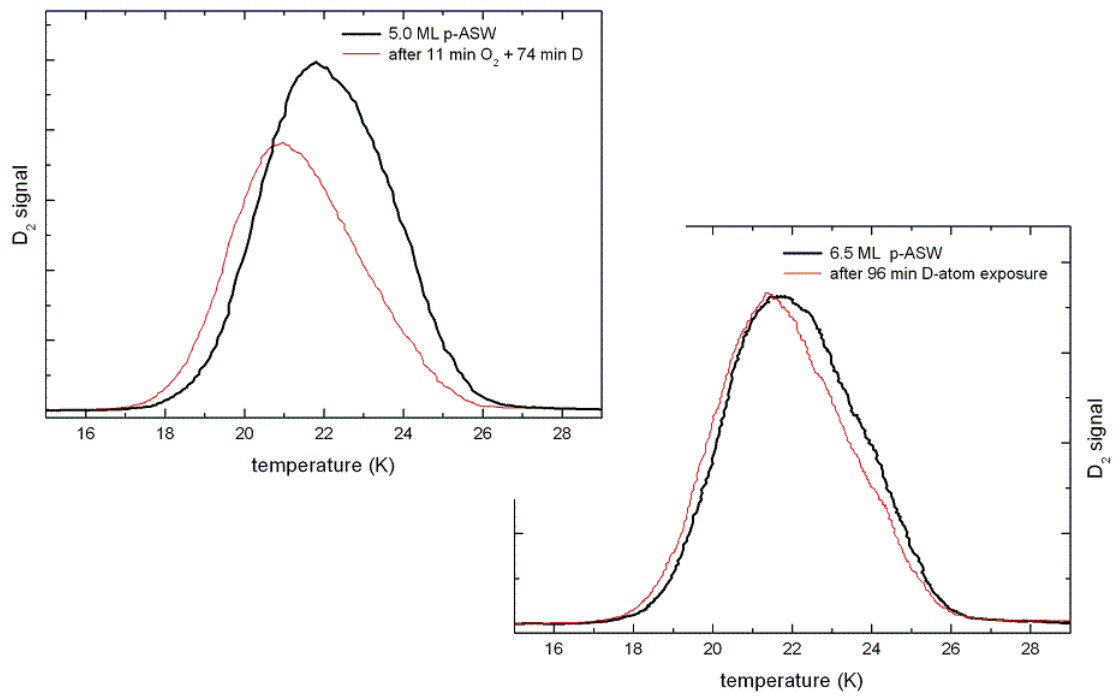 5.0 ML p-ASW
after 11 min O₂ + 74 min D
D₂ signal
16 18 20 22 24 26 28
temperature (K)
6.5 ML p-ASW
after 96 min D-atom exposure
D₂ signal
16 18 20 22 24 26 28
temperature (K)